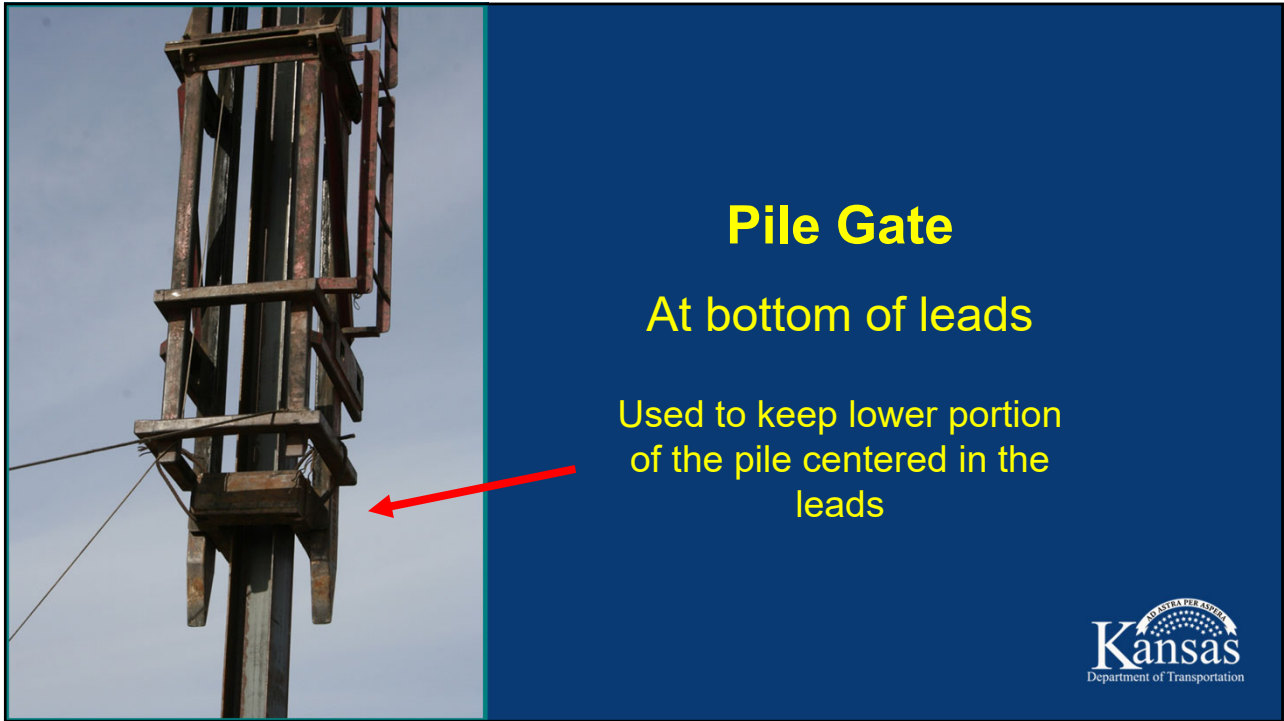 Pile Gate
At bottom of leads
Used to keep lower portion
of the pile centered in the
leads
AD ASTRA PER ASPERA
Kansas
Department of Transportation